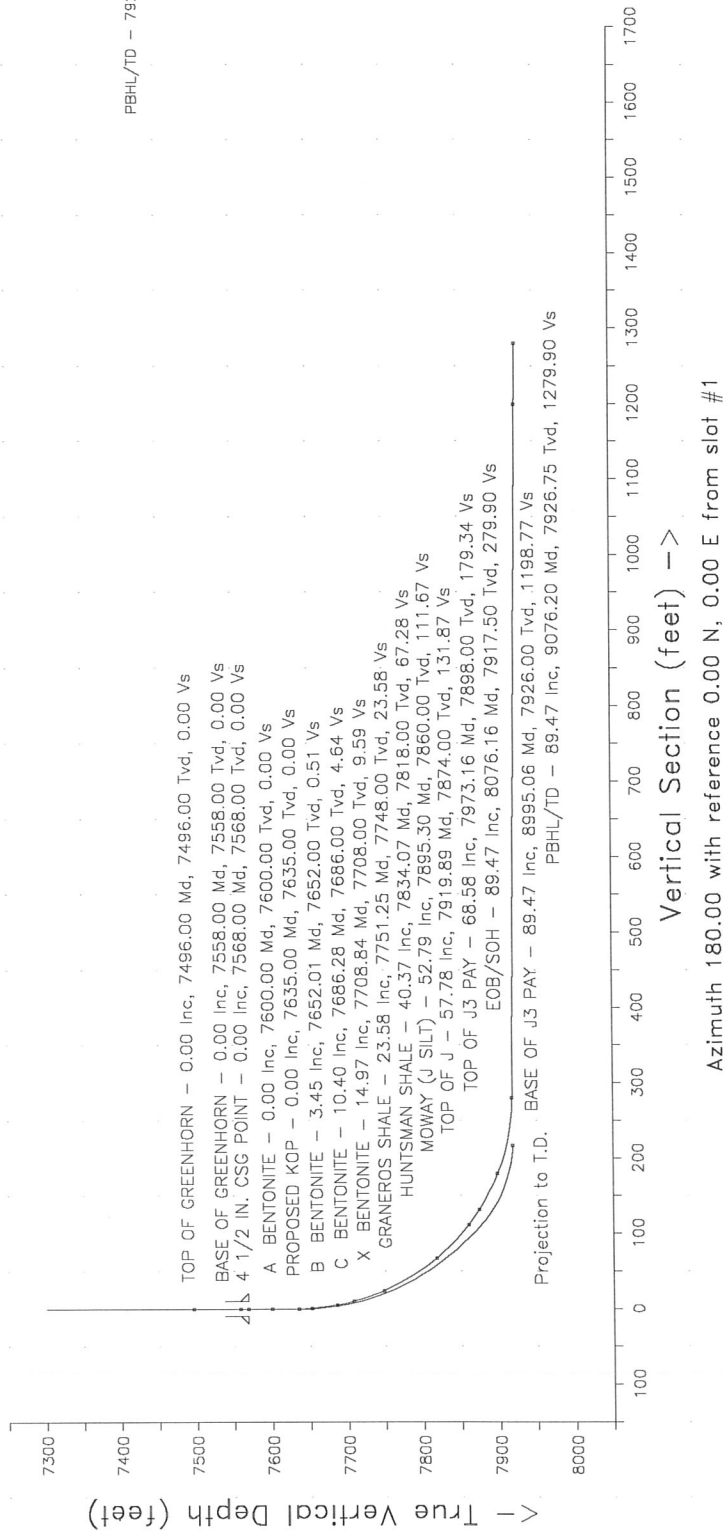 PBHL/TD - 79
TOP OF GREENHORN - 0.00 Inc, 7496.00 Md, 7496.00 Tvd, 0.00 Vs
BASE OF GREENHORN - 0.00 Inc, 7558.00 Md, 7558.00 Tvd, 0.00 Vs
4 1/2 IN. CSG POINT - 0.00 Inc, 7568.00 Md, 7568.00 Tvd, 0.00 Vs
A BENTONITE - 0.00 Inc, 7600.00 Md, 7600.00 Tvd, 0.00 Vs
PROPOSED KOP - 0.00 Inc, 7635.00 Md, 7635.00 Tvd, 0.00 Vs
B BENTONITE - 3.45 Inc, 7652.01 Md, 7652.00 Tvd, 0.51 Vs
C BENTONITE - 10.40 Inc, 7686.28 Md, 7686.00 Tvd, 4.64 Vs
X BENTONITE - 14.97 Inc, 7708.84 Md, 7708.00 Tvd, 9.59 Vs
GRANEROS SHALE - 23.58 Inc, 7751.25 Md, 7748.00 Tvd, 23.58 Vs
HUNTSMAN SHALE - 40.37 Inc, 7834.07 Md, 7818.00 Tvd, 67.28 Vs
MOWAY (J SILT) - 52.79 Inc, 7895.30 Md, 7860.00 Tvd, 111.67 Vs
TOP OF J - 57.78 Inc, 7919.89 Md, 7874.00 Tvd, 131.87 Vs
TOP OF J3 PAY - 68.58 Inc, 7973.16 Md, 7898.00 Tvd, 179.34 Vs
EOB/SOH - 89.47 Inc, 8076.16 Md, 7917.50 Tvd, 279.90 Vs
Projection to T.D.
BASE OF J3 PAY - 89.47 Inc, 8995.06 Md, 7926.00 Tvd, 1198.77 Vs
PBHL/TD - 89.47 Inc, 9076.20 Md, 7926.75 Tvd, 1279.90 Vs
<- True Vertical Depth (feet)
7300
7400
7500
7600
7700
7800
7900
8000
100 0 100 200 300 400 500 600 700 800 900 1000 1100 1200 1300 1400 1500 1600 1700
Vertical Section (feet) ->
Azimuth 180.00 with reference 0.00 N, 0.00 E from slot #1